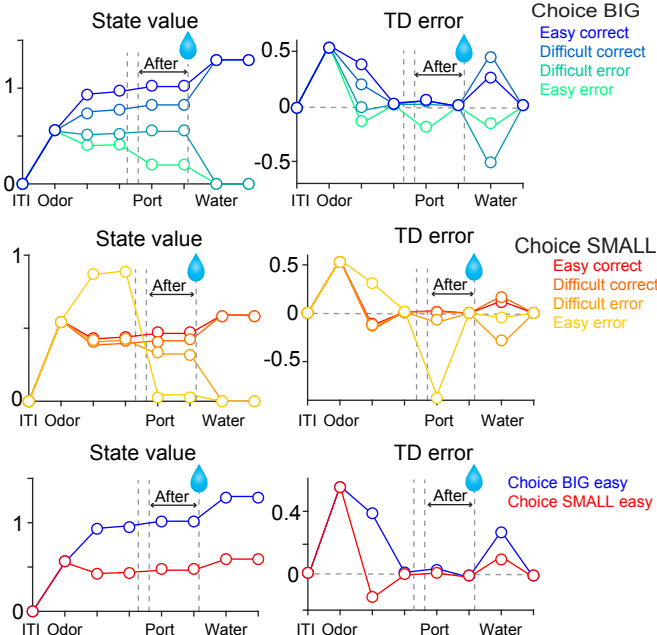 State value
TD error
Choice BIG
Easy correct
Difficult correct
Difficult error
Easy error
After
After
1
0
0.5
0
-0.5
ITI Odor Port Water
ITI Odor Port Water
State value
TD error
Choice SMALL
Easy correct
Difficult correct
Difficult error
Easy error
After
After
1
0
0.5
0
-0.5
ITI Odor Port Water
ITI Odor Port Water
State value
TD error
Choice BIG easy
Choice SMALL easy
After
After
1
0
0.4
0
ITI Odor Port Water
ITI Odor Port Water